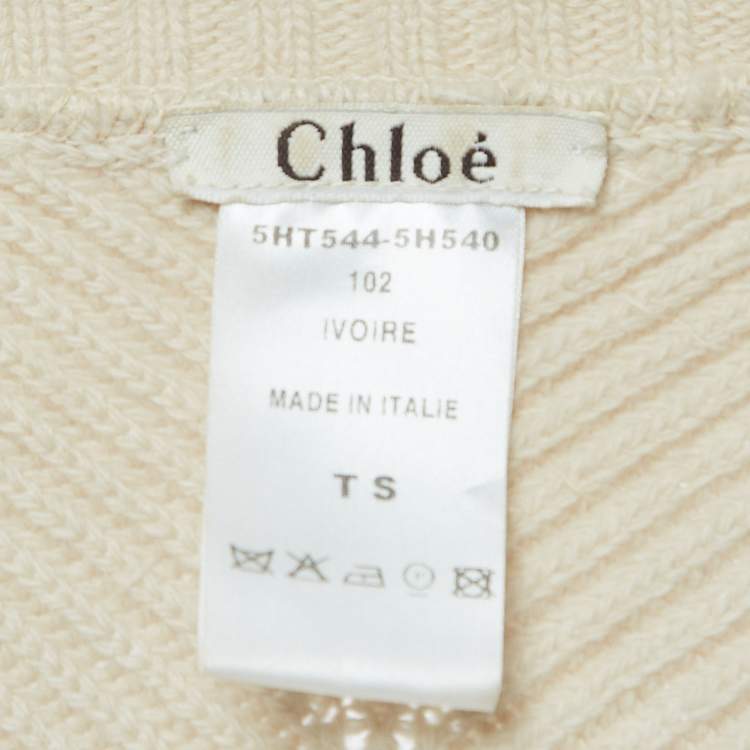 Chloé
5HT544-5H540
102
IVOIRE
MADE IN ITALIE
T S